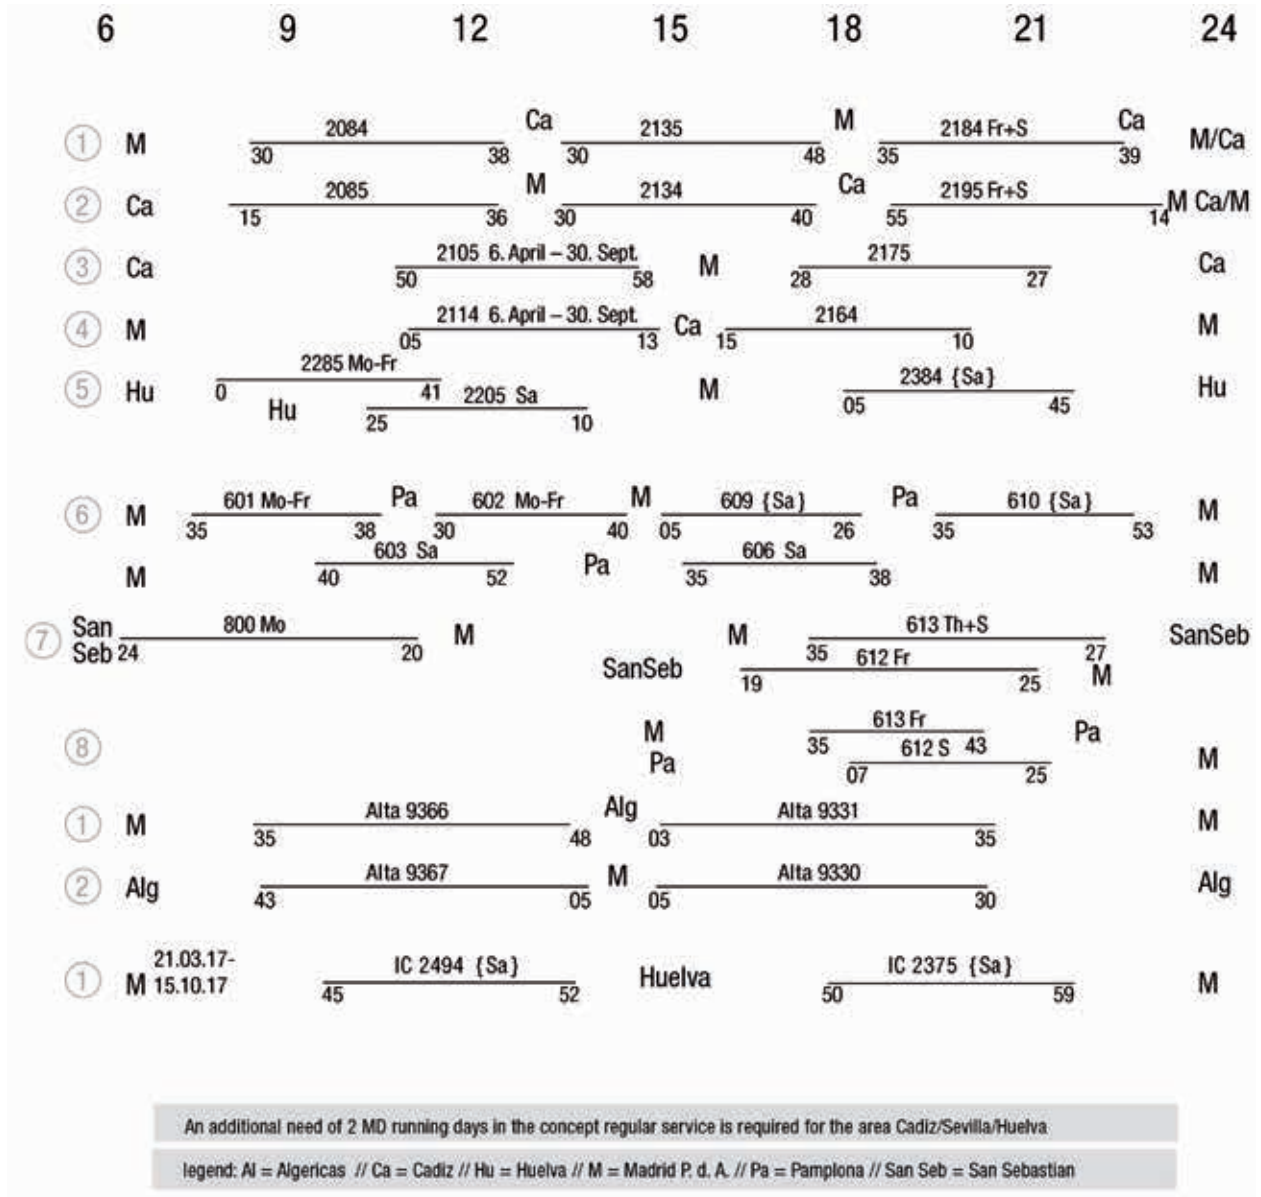 6 9 12 15 18 21 24
1 M 2084 30 38 Ca 2135 30 48 M 2184 Fr+S 35 39 Ca M/Ca
2 Ca 2085 15 36 M 2134 30 40 Ca 2195 Fr+S 55 14 M Ca/M
3 Ca 2105 6. April – 30. Sept. 50 58 M 2175 28 27 Ca
4 M 2114 6. April – 30. Sept. 05 13 Ca 2164 15 10 M
5 Hu 2285 Mo-Fr 0 41 M 2384 {Sa} 05 45 Hu
Hu 2205 Sa 25 10
6 M 601 Mo-Fr 35 38 Pa 602 Mo-Fr 30 40 M 609 {Sa} 05 26 Pa 610 {Sa} 35 53 M
M 603 Sa 40 52 Pa 606 Sa 35 38 M
7 San Seb 24 800 Mo 20 M M 613 Th+S 35 27 SanSeb
SanSeb 612 Fr 19 25 M
8 M 613 Fr 35 43 Pa
Pa 612 S 07 25 M
1 M Alta 9366 35 48 Alg Alta 9331 03 35 M
2 Alg Alta 9367 43 05 M Alta 9330 05 30 Alg
1 M 21.03.17-
15.10.17 IC 2494 {Sa} 45 52 Huelva IC 2375 {Sa} 50 59 M
An additional need of 2 MD running days in the concept regular service is required for the area Cadiz/Sevilla/Huelva
legend: Al = Algericas // Ca = Cadiz // Hu = Huelva // M = Madrid P. d. A. // Pa = Pamplona // San Seb = San Sebastian